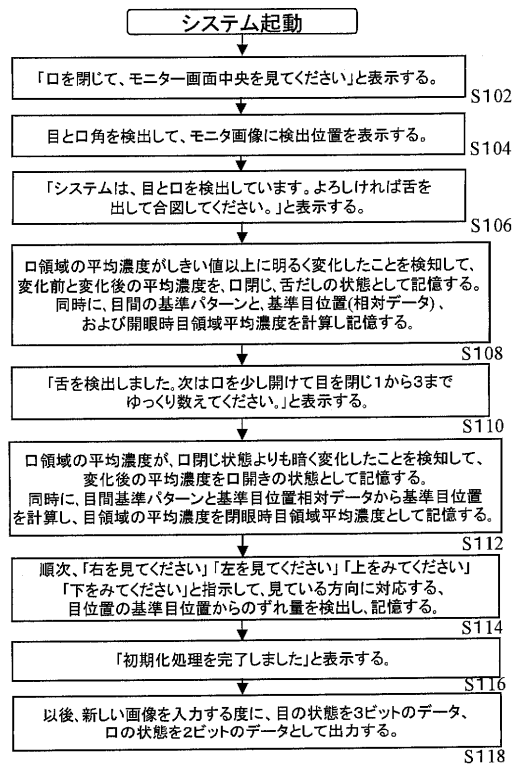 システム起動
「口を閉じて、モニター画面中央を見てください」と表示する。
S102
目と口角を検出して、モニタ画像に検出位置を表示する。
S104
「システムは、目と口を検出しています。よろしければ舌を
出して合図してください。」と表示する。
S106
口領域の平均濃度がしきい値以上に明るく変化したことを検知して、
変化前と変化後の平均濃度を、口閉じ、舌だしの状態として記憶する。
同時に、目間の基準パターンと、基準目位置(相対データ)、
および開眼時目領域平均濃度を計算し記憶する。
S108
「舌を検出しました。次は口を少し開けて目を閉じ1から3まで
ゆっくり数えてください。」と表示する。
S110
口領域の平均濃度が、口閉じ状態よりも暗く変化したことを検知して、
変化後の平均濃度を口開きの状態として記憶する。
同時に、目間基準パターンと基準目位置相対データから基準目位置
を計算し、目領域の平均濃度を閉眼時目領域平均濃度として記憶する。
S112
順次、「右を見てください」「左を見てください」「上をみてください」
「下をみてください」と指示して、見ている方向に対応する、
目位置の基準目位置からのずれ量を検出し、記憶する。
S114
「初期化処理を完了しました」と表示する。
S116
以後、新しい画像を入力する度に、目の状態を3ビットのデータ、
口の状態を2ビットのデータとして出力する。
S118